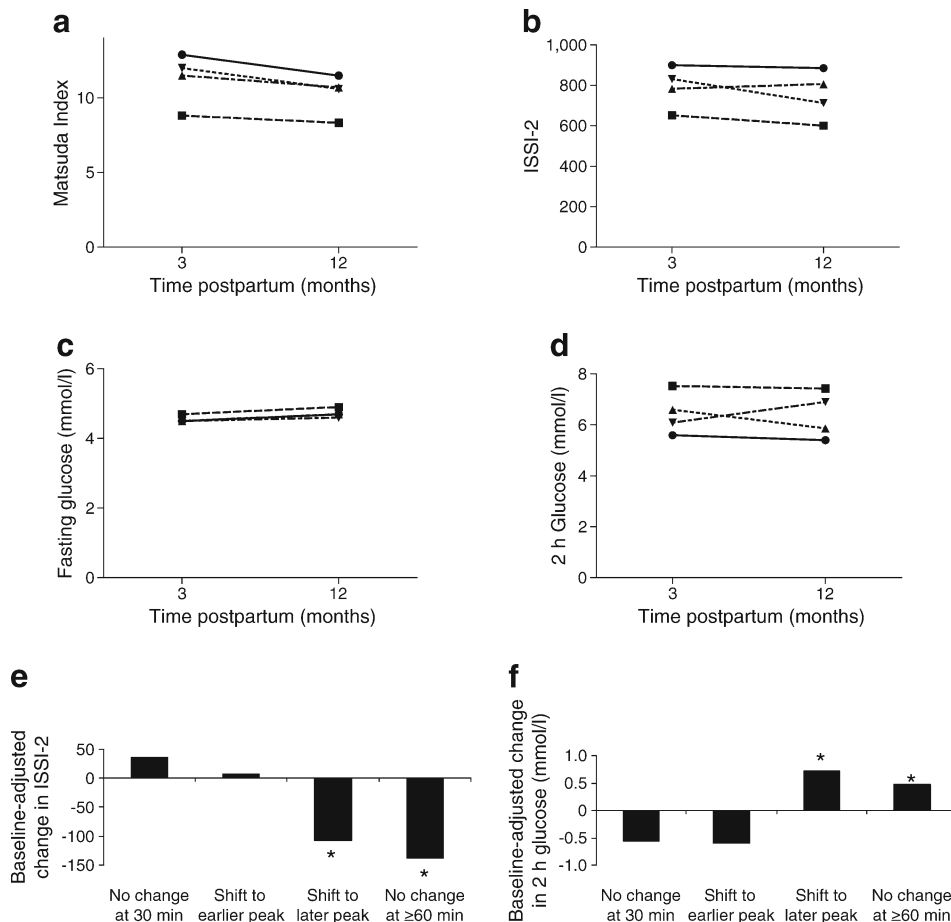 a
Matsuda Index
10
5
0
3
12
Time postpartum (months)
b
ISSI-2
1,000
800
600
400
200
0
3
12
Time postpartum (months)
c
Fasting glucose (mmol/l)
6
4
2
0
3
12
Time postpartum (months)
d
2 h Glucose (mmol/l)
8
6
4
2
0
3
12
Time postpartum (months)
e
Baseline-adjusted
change in ISSI-2
50
0
-50
-100
-150
*
*
No change
at 30 min
Shift to
earlier peak
Shift to
later peak
No change
at ≥60 min
f
Baseline-adjusted change
in 2 h glucose (mmol/l)
1.0
0.5
0
-0.5
-1.0
*
*
No change
at 30 min
Shift to
earlier peak
Shift to
later peak
No change
at ≥60 min